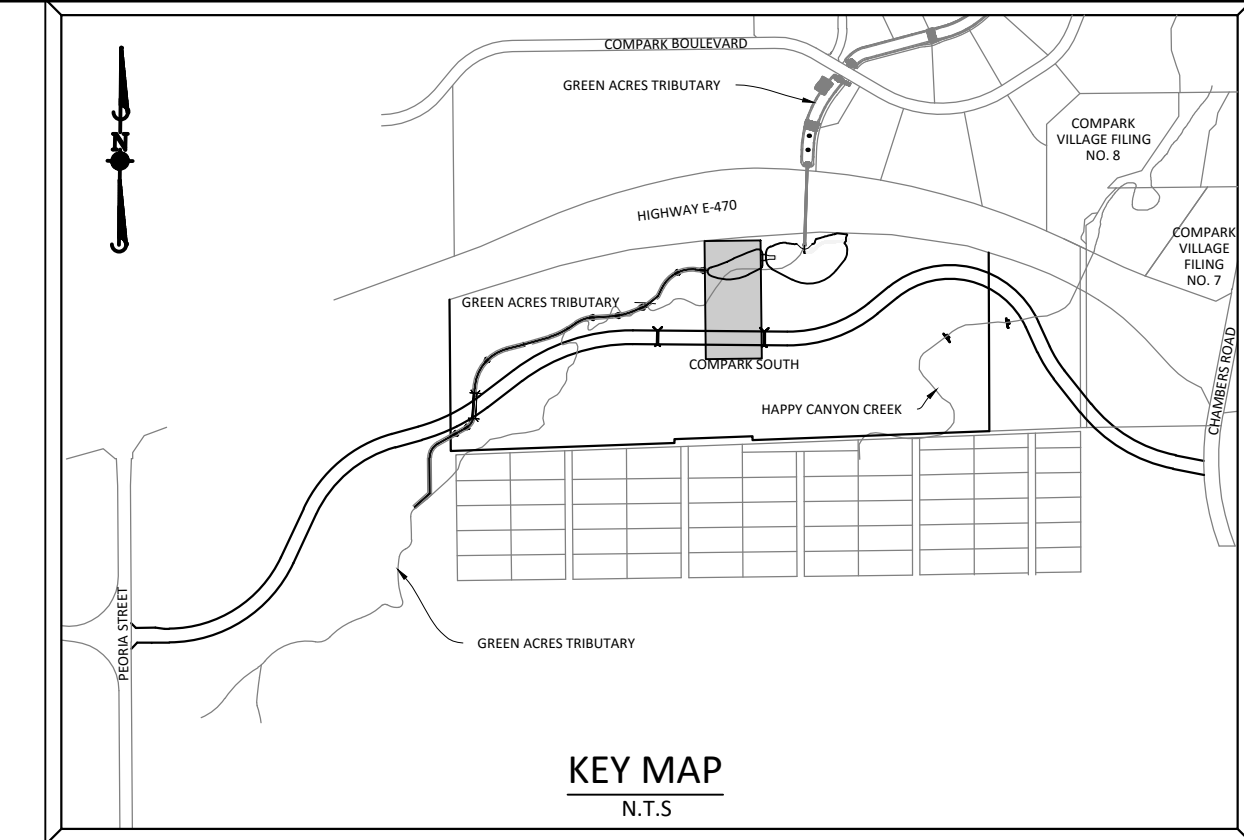 COMPARK BOULEVARD
GREEN ACRES TRIBUTARY
COMPARK
VILLAGE FILING
NO. 8
N
HIGHWAY E-470
COMPARK
VILLAGE
FILING
NO. 7
GREEN ACRES TRIBUTARY
COMPARK SOUTH
CHAMBERS ROAD
HAPPY CANYON CREEK
PEORIA STREET
GREEN ACRES TRIBUTARY
KEY MAP
N.T.S